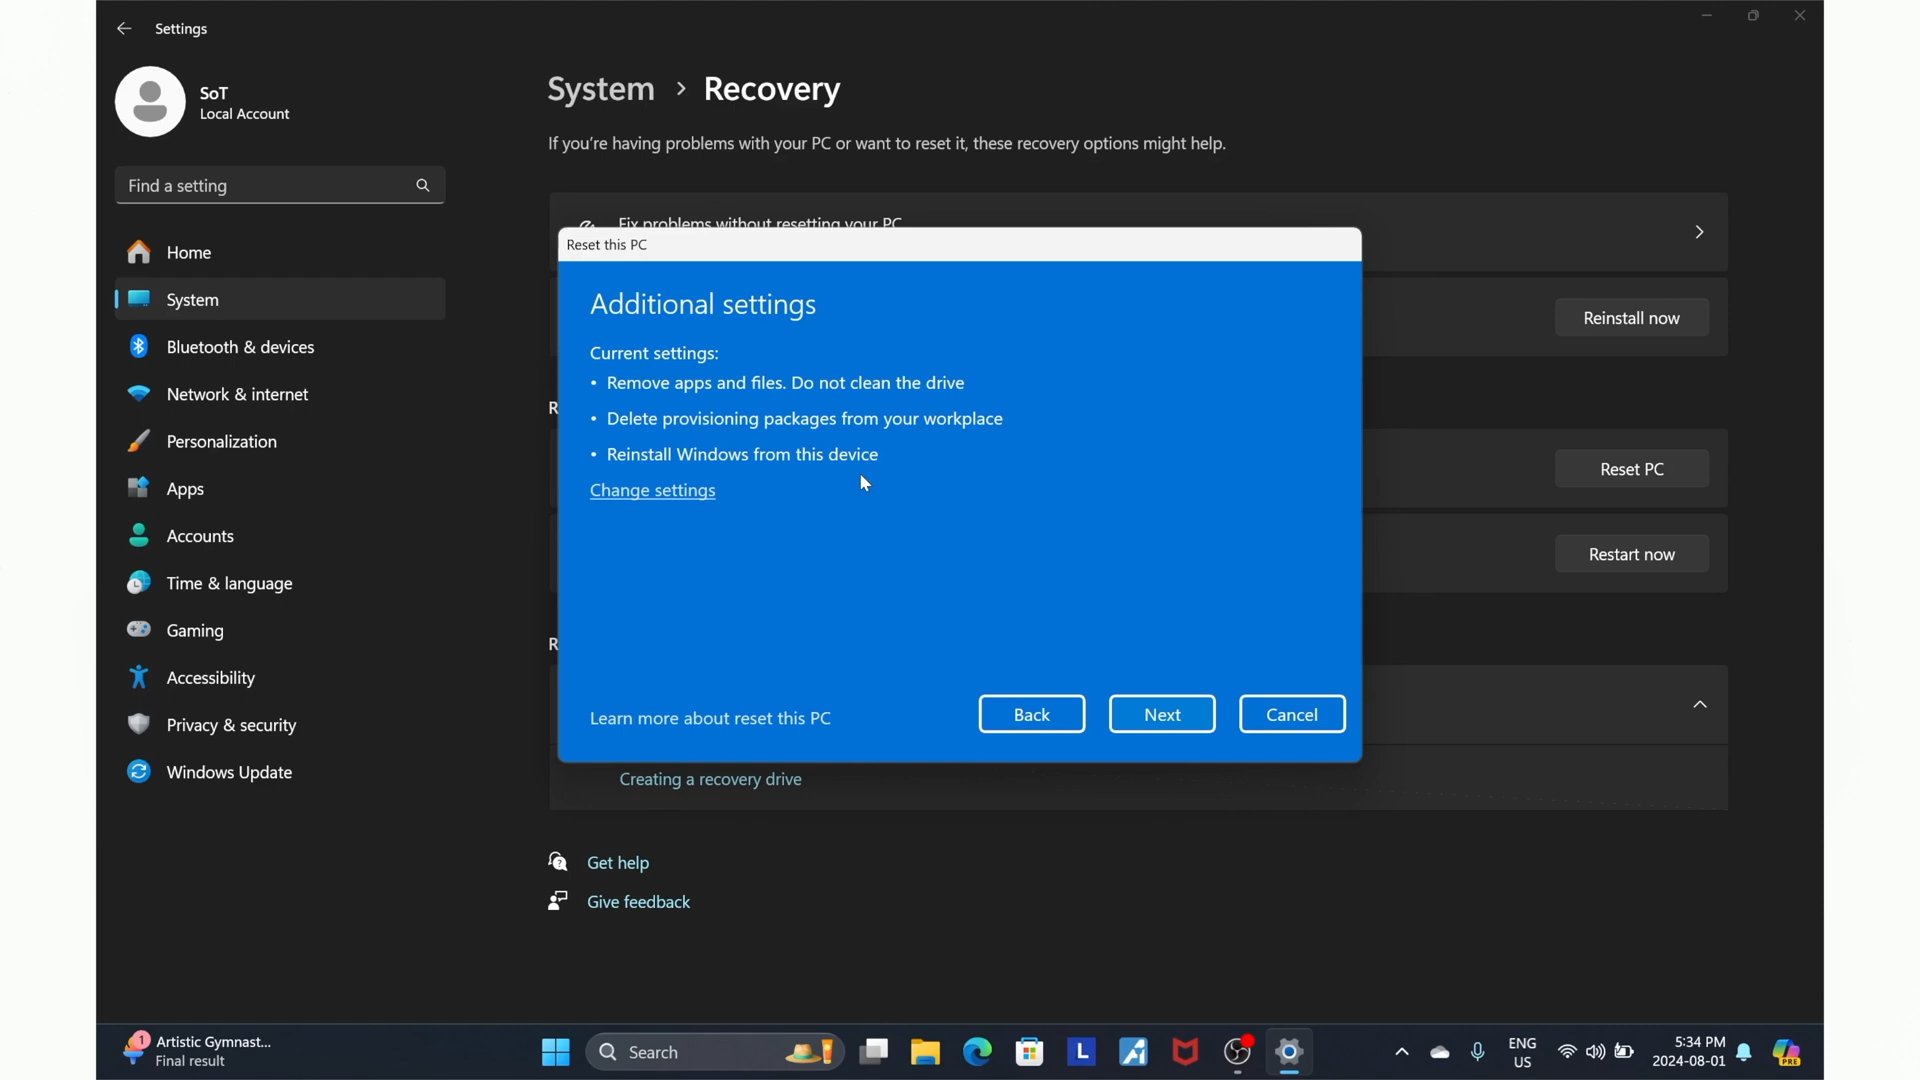 Settings
SoT
Local Account
Find a setting
Home
System
Bluetooth & devices
Network & internet
Personalization
Apps
Accounts
Time & language
Gaming
Accessibility
Privacy & security
Windows Update
System > Recovery
If you're having problems with your PC or want to reset it, these recovery options might help.
Fix problems without resetting your PC
Reinstall now
R
Reset PC
Restart now
R
Reset this PC
Additional settings
Current settings:
• Remove apps and files. Do not clean the drive
• Delete provisioning packages from your workplace
• Reinstall Windows from this device
Change settings
Learn more about reset this PC
Back
Next
Cancel
Creating a recovery drive
Get help
Give feedback
1
Artistic Gymnast...
Final result
Search
L
ENG
US
5:34 PM
2024-08-01
PRE